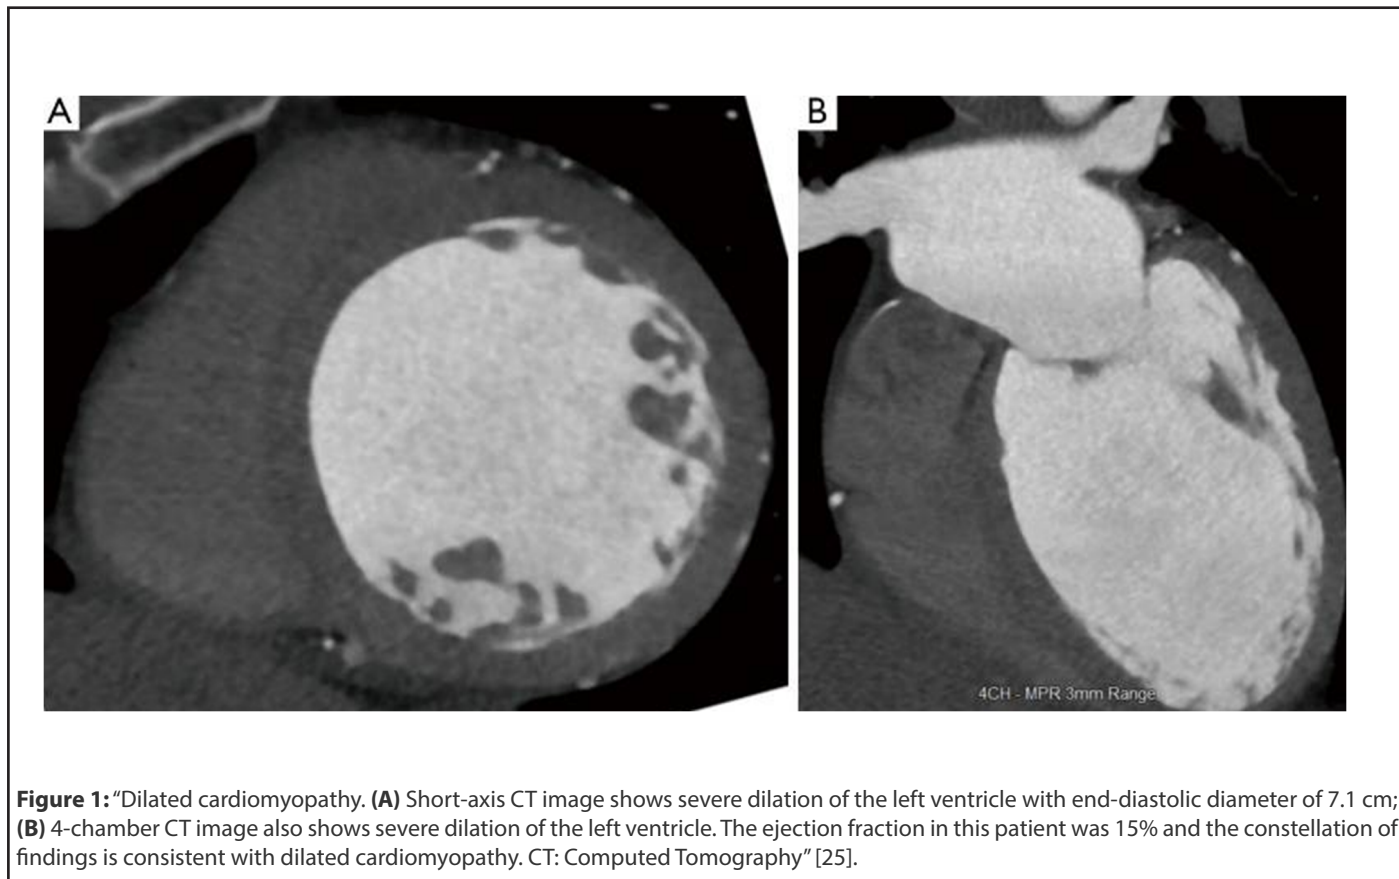 A
B
4CH - MPR 3mm Range
Figure 1: “Dilated cardiomyopathy. (A) Short-axis CT image shows severe dilation of the left ventricle with end-diastolic diameter of 7.1 cm;
(B) 4-chamber CT image also shows severe dilation of the left ventricle. The ejection fraction in this patient was 15% and the constellation of
findings is consistent with dilated cardiomyopathy. CT: Computed Tomography” [25].